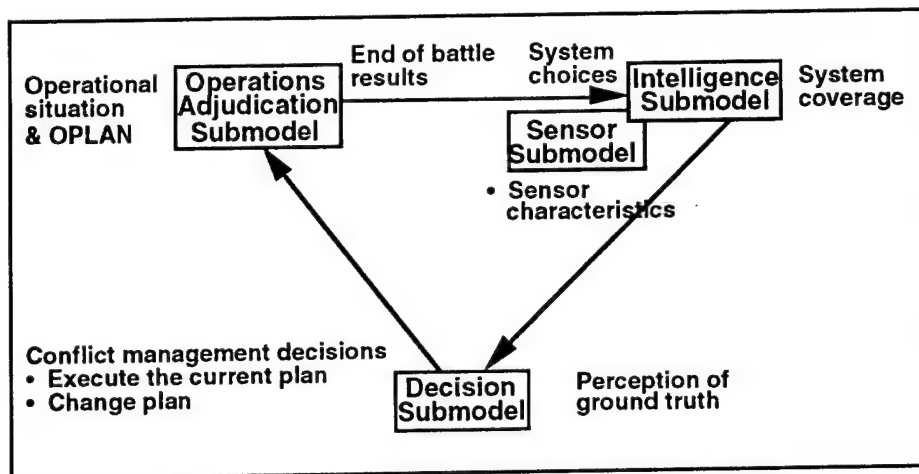 Operational
situation
& OPLAN
Operations
Adjudication
Submodel
End of battle
results
System
choices
Intelligence
Submodel
System
coverage
Sensor
Submodel
• Sensor
characteristics
Conflict management decisions
• Execute the current plan
• Change plan
Decision
Submodel
Perception of
ground truth